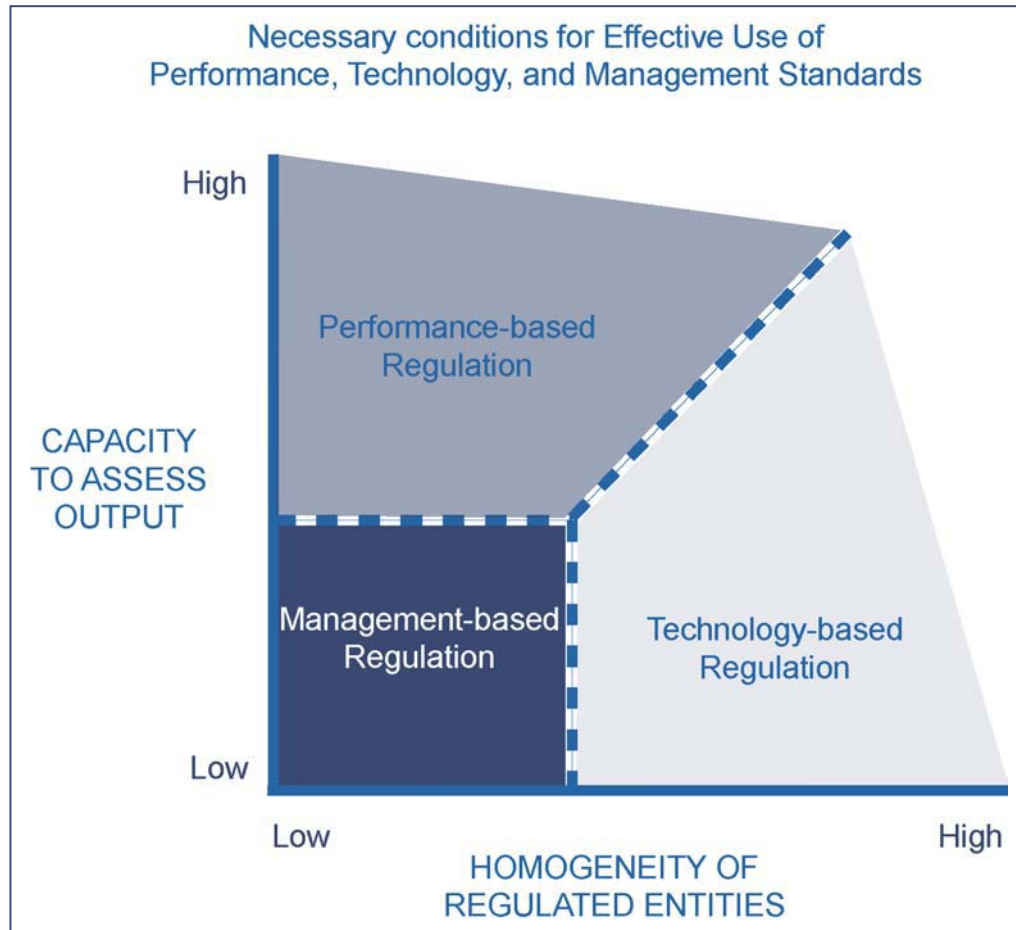 Necessary conditions for Effective Use of
Performance, Technology, and Management Standards
High
Performance-based
Regulation
CAPACITY
TO ASSESS
OUTPUT
Management-based
Regulation
Technology-based
Regulation
Low
Low
High
HOMOGENEITY OF
REGULATED ENTITIES